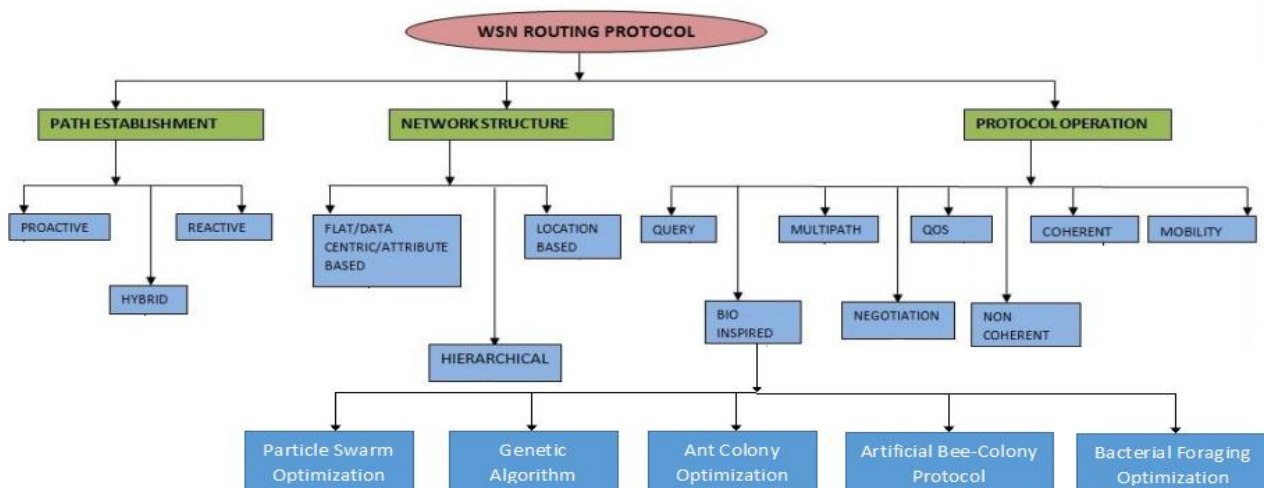 WSN ROUTING PROTOCOL
PATH ESTABLISHMENT
NETWORK STRUCTURE
PROTOCOL OPERATION
PROACTIVE
REACTIVE
FLAT/DATA
CENTRIC/ATTRIBUTE
BASED
LOCATION
BASED
QUERY
MULTIPATH
QOS
COHERENT
MOBILITY
HYBRID
BIO
INSPIRED
NEGOTIATION
NON
COHERENT
HIERARCHICAL
Particle Swarm
Optimization
Genetic
Algorithm
Ant Colony
Optimization
Artificial Bee-Colony
Protocol
Bacterial Foraging
Optimization